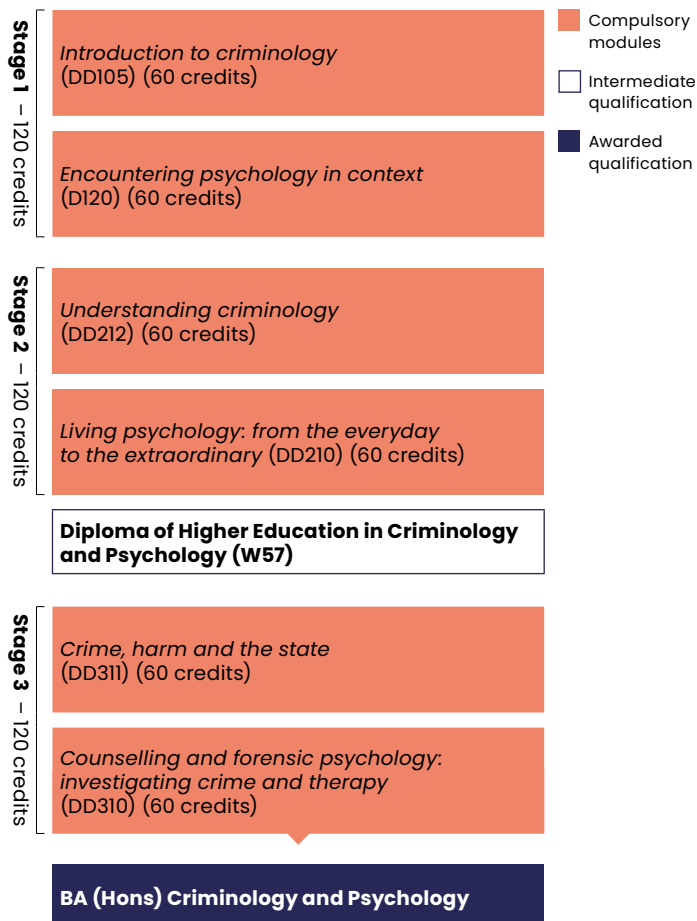 Stage 1 – 120 credits
Introduction to criminology
(DD105) (60 credits)
Encountering psychology in context
(D120) (60 credits)
Compulsory
modules
Intermediate
qualification
Awarded
qualification
Stage 2 – 120 credits
Understanding criminology
(DD212) (60 credits)
Living psychology: from the everyday
to the extraordinary (DD210) (60 credits)
Diploma of Higher Education in Criminology
and Psychology (W57)
Stage 3 – 120 credits
Crime, harm and the state
(DD311) (60 credits)
Counselling and forensic psychology:
investigating crime and therapy
(DD310) (60 credits)
BA (Hons) Criminology and Psychology